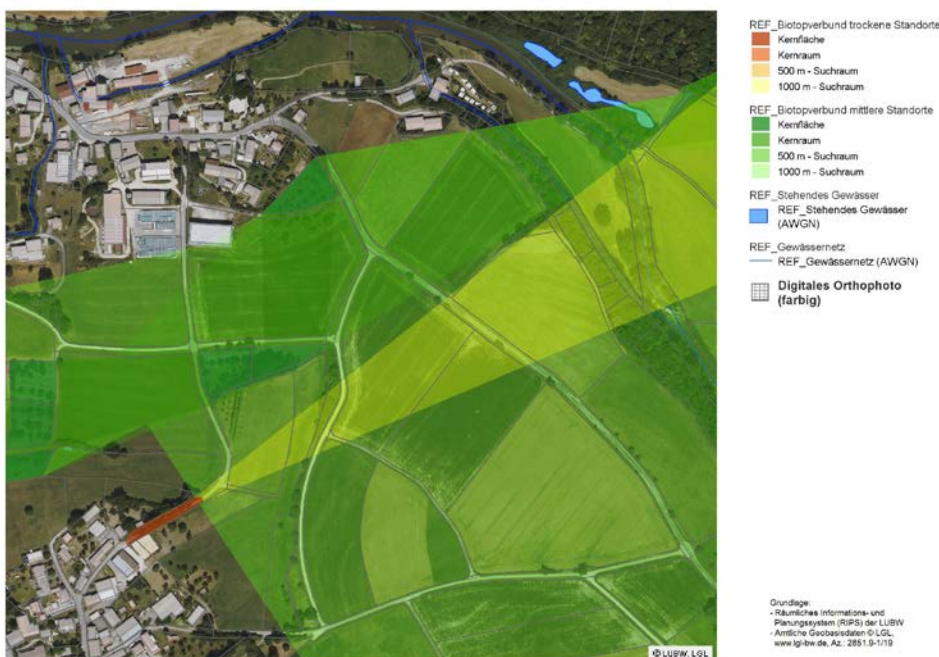 REF_Biotopverbund trockene Standorte
Kernfläche
Kernraum
500 m - Suchraum
1000 m - Suchraum
REF_Biotopverbund mittlere Standorte
Kernfläche
Kernraum
500 m - Suchraum
1000 m - Suchraum
REF_Stehendes Gewässer
REF_Stehendes Gewässer
(AWGN)
REF_Gewässernetz
REF_Gewässernetz (AWGN)
Digitales Orthophoto
(farbig)
Grundlage:
- Räumliches Informations- und
Planungssystem (RIPS) der LUBW
- Amtliche Geobasisdaten © LGL,
www.lgl-bw.de, Az.: 2851.9-1/19
© LUBW, LGL